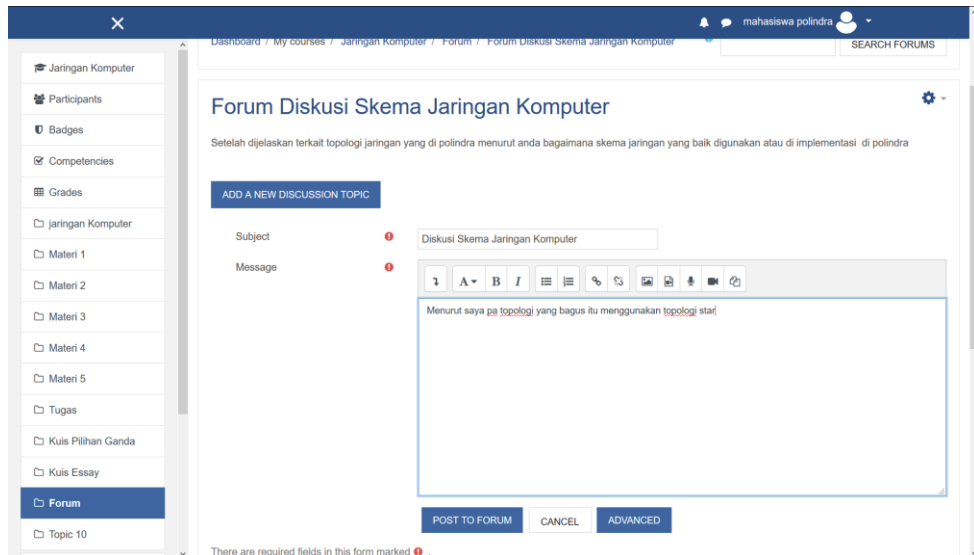 mahasiswa polindra
Dashboard / My courses / Jaringan Komputer / Forum / Forum Diskusi Skema Jaringan Komputer
SEARCH FORUMS
Jaringan Komputer
Participants
Badges
Competencies
Grades
jaringan Komputer
Materi 1
Materi 2
Materi 3
Materi 4
Materi 5
Tugas
Kuis Pilihan Ganda
Kuis Essay
Forum
Topic 10
Forum Diskusi Skema Jaringan Komputer
Setelah dijelaskan terkait topologi jaringan yang di polindra menurut anda bagaimana skema jaringan yang baik digunakan atau di implementasi di polindra
ADD A NEW DISCUSSION TOPIC
Subject
Diskusi Skema Jaringan Komputer
Message
A B I
Menurut saya pa topologi yang bagus itu menggunakan topologi star
POST TO FORUM CANCEL ADVANCED
There are required fields in this form marked .